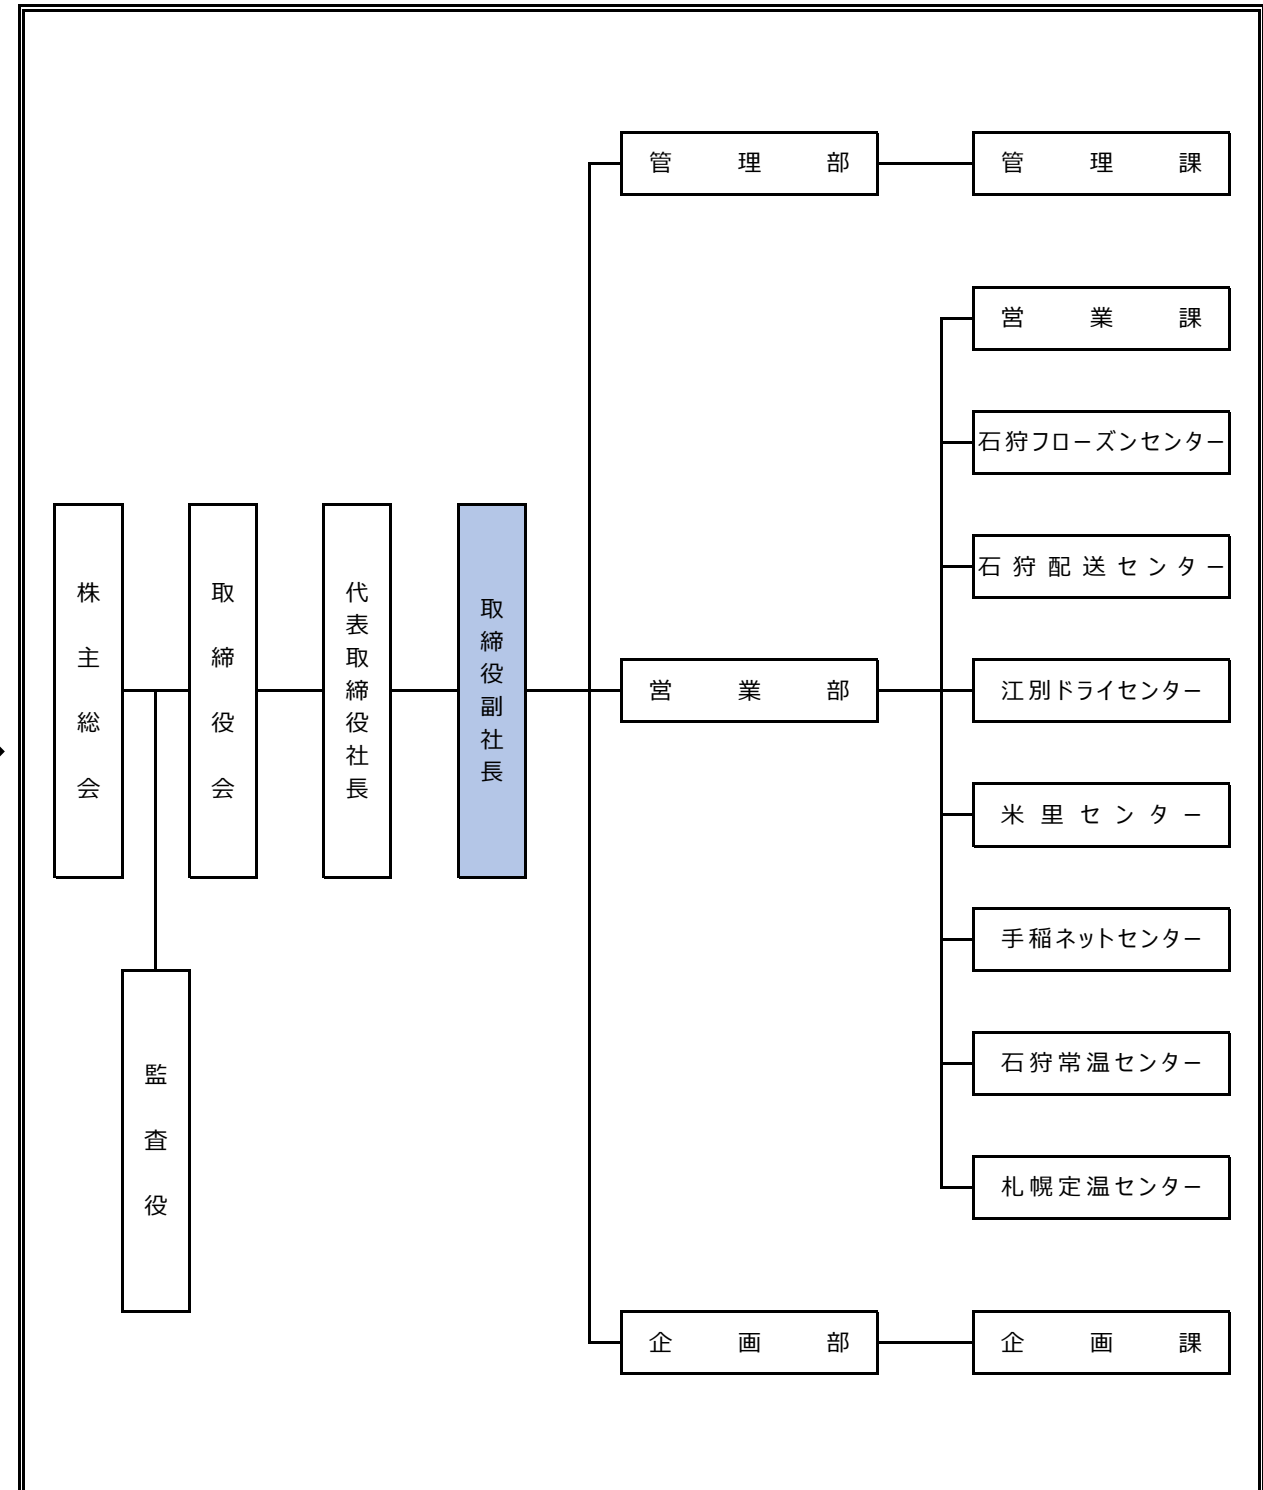 株主総会
取締役会
代表取締役社長
取締役副社長
監査役
管理部
管理課
営業部
営業課
石狩フローズンセンター
石狩配送センター
江別ドライセンター
米里センター
手稲ネットセンター
石狩常温センター
札幌定温センター
企画部
企画課